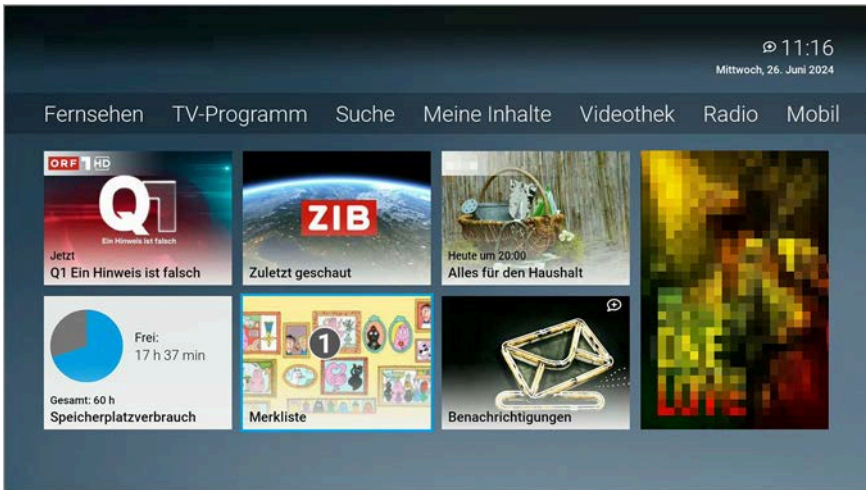 11:16
Mittwoch, 26. Juni 2024
Fernsehen TV-Programm Suche Meine Inhalte Videothek Radio Mobil
ORF 1 HD
Q1
Ein Hinweis ist falsch
Jetzt
Q1 Ein Hinweis ist falsch
ZIB
Zuletzt geschaut
Heute um 20:00
Alles für den Haushalt
Frei:
17 h 37 min
Gesamt: 60 h
Speicherplatzverbrauch
1
Merkliste
Benachrichtigungen